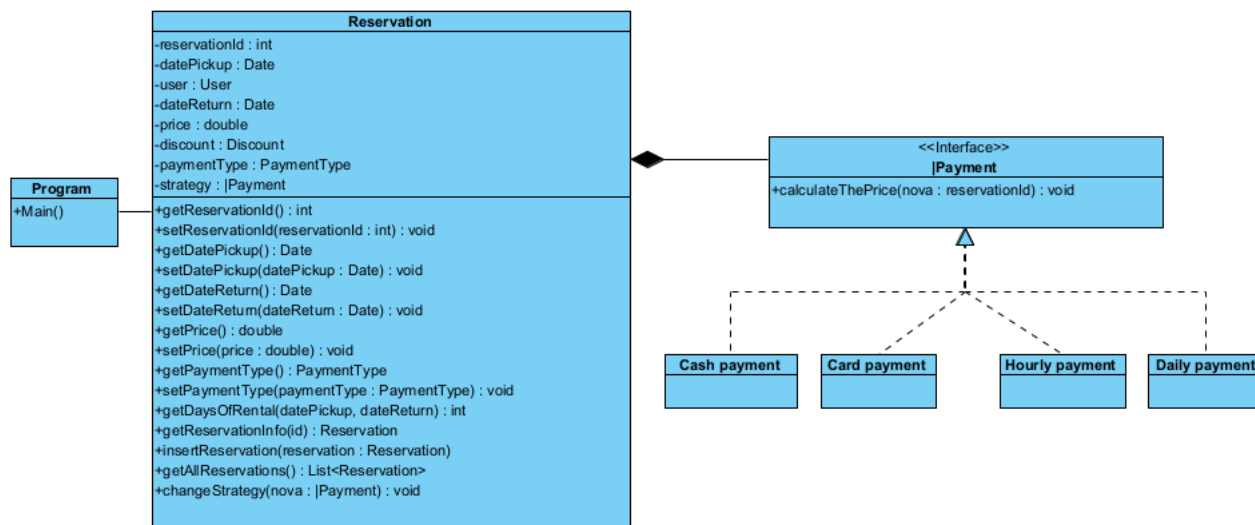 Reservation
-reservationId : int
-datePickup : Date
-user : User
-dateReturn : Date
-price : double
-discount : Discount
-paymentType : PaymentType
-strategy : |Payment
+getReservationId() : int
+setReservationId(reservationId : int) : void
+getDatePickup() : Date
+setDatePickup(datePickup : Date) : void
+getDateReturn() : Date
+setDateReturn(dateReturn : Date) : void
+getPrice() : double
+setPrice(price : double) : void
+getPaymentType() : PaymentType
+setPaymentType(paymentType : PaymentType) : void
+getDaysOfRental(datePickup, dateReturn) : int
+getReservationInfo(id) : Reservation
+insertReservation(reservation : Reservation)
+getAllReservations() : List<Reservation>
+changeStrategy(nova : |Payment) : void
Program
+Main()
<<Interface>>
|Payment
+calculateThePrice(nova : reservationId) : void
Cash payment
Card payment
Hourly payment
Daily payment